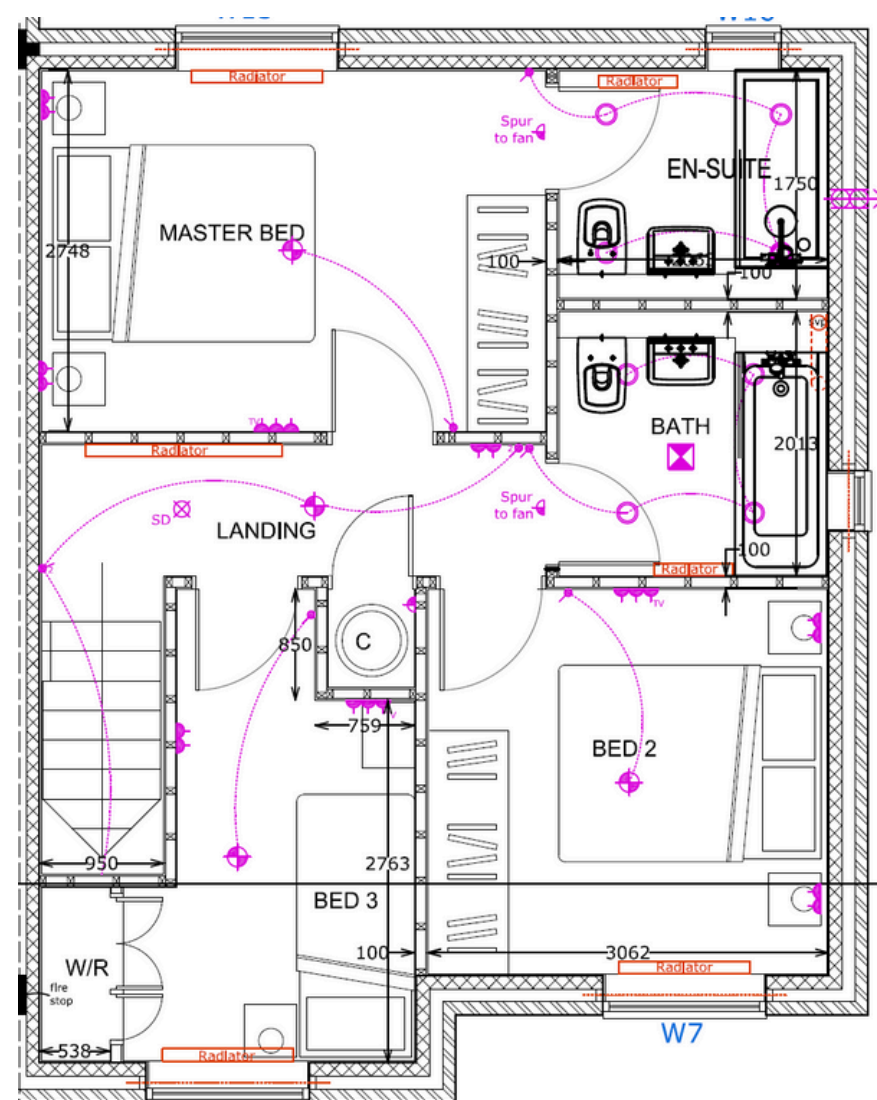 Radiator
Radiator
Spur
to fan
EN-SUITE
1750
MASTER BED
2748
100
100
svp
TV
BATH
Radiator
2013
Spur
to fan
SD
LANDING
100
Radiator
C
850
TV
759
BED 2
950
2763
BED 3
100
3062
W/R
Radiator
fire
stop
W7
538
Radiator